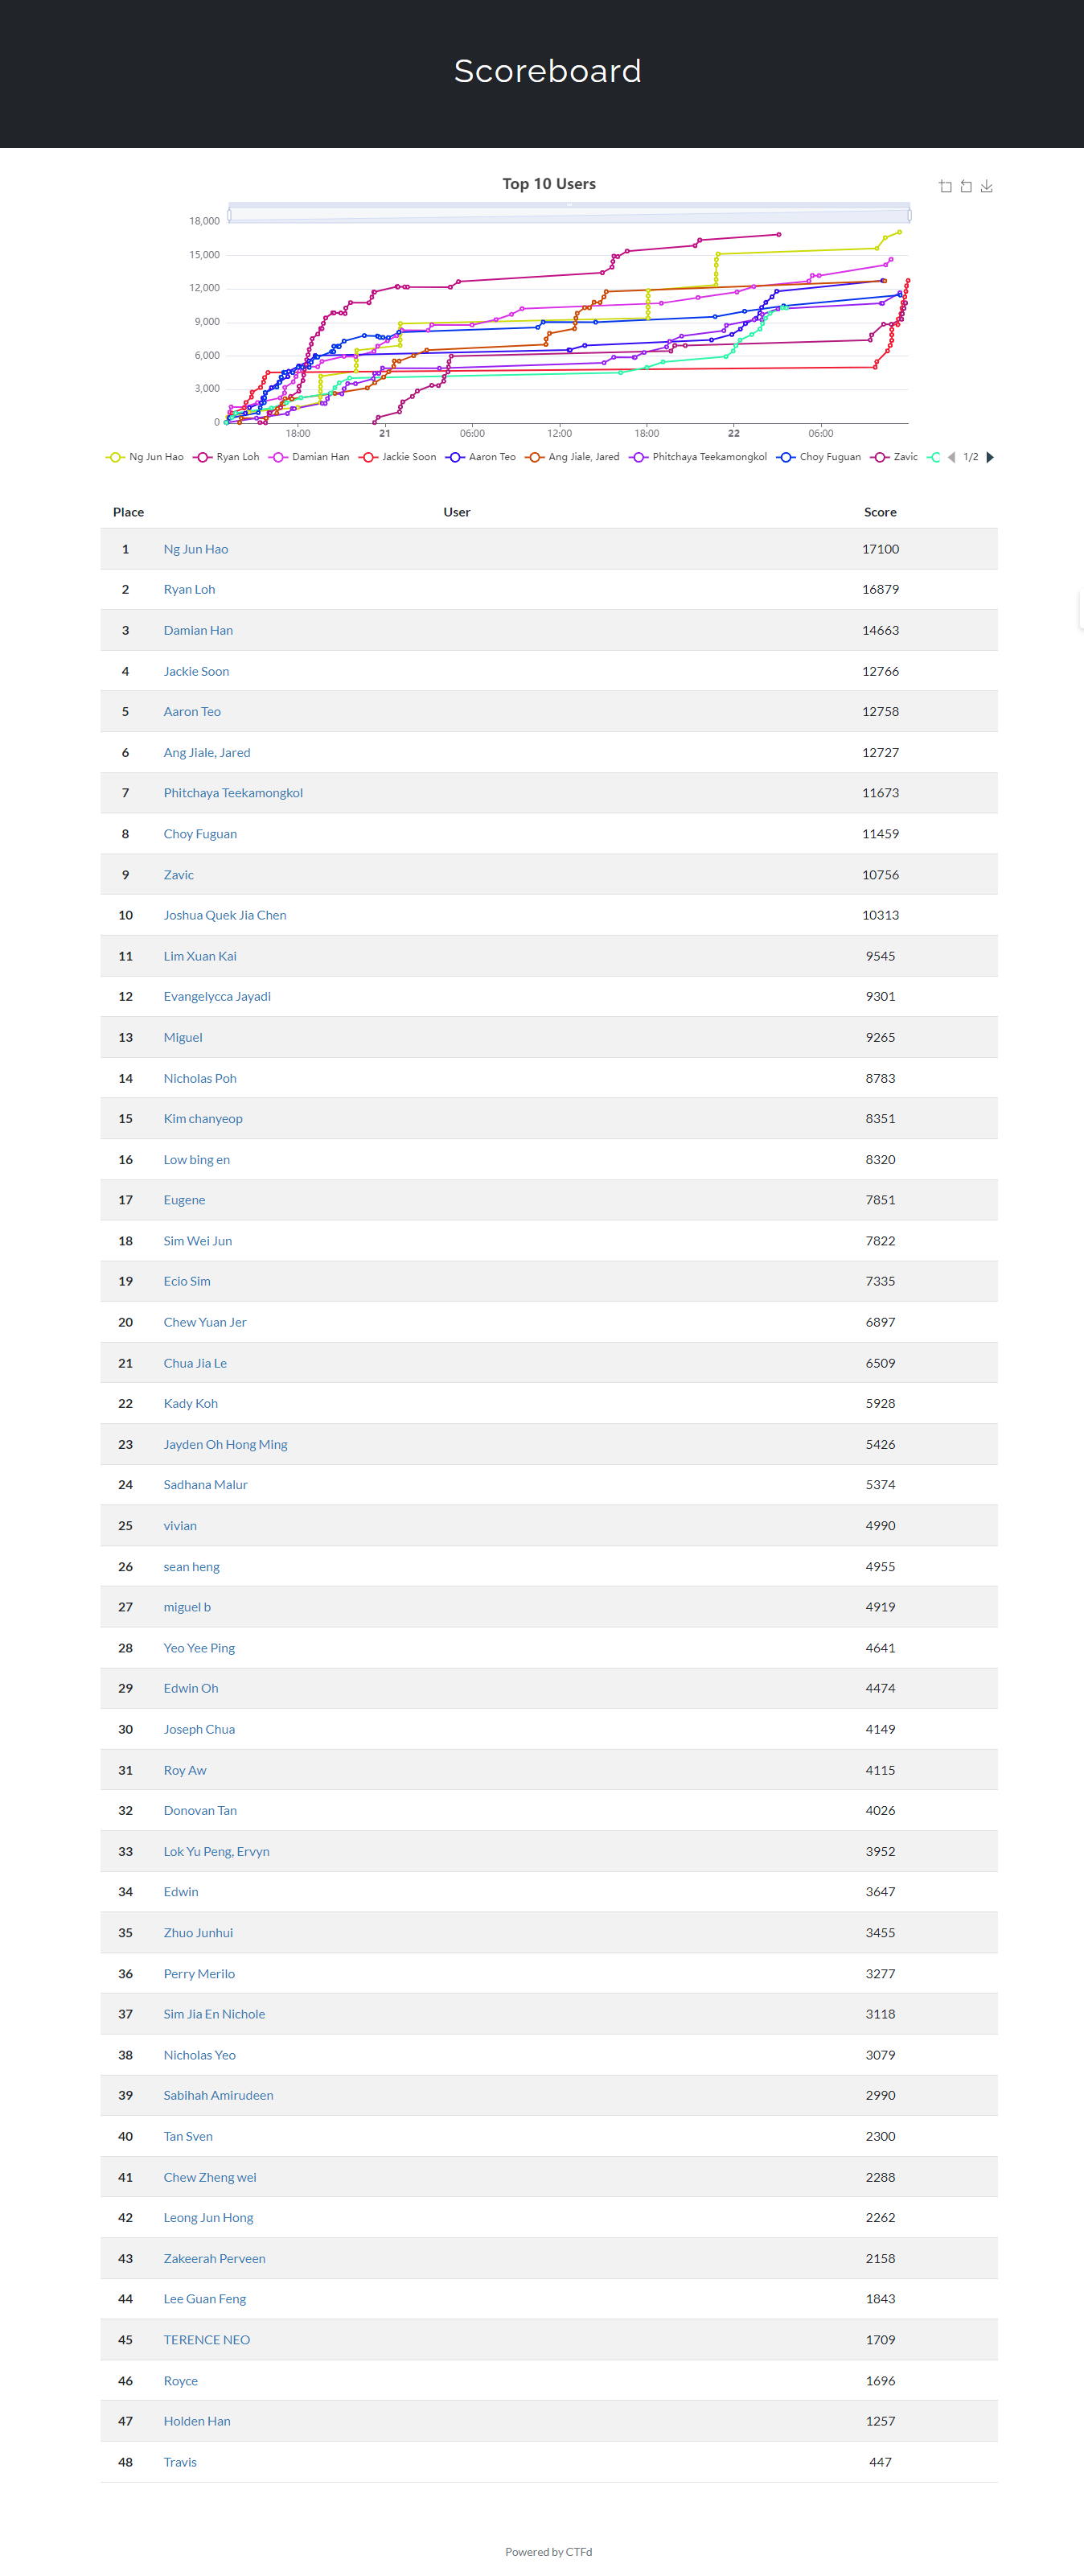 Scoreboard
Top 10 Users
18,000
15,000
12,000
9,000
6,000
3,000
0
18:00 21 06:00 12:00 18:00 22 06:00
Ng Jun Hao Ryan Loh Damian Han Jackie Soon Aaron Teo Ang Jiale, Jared Phitchaya Teekamongkol Choy Fuguan Zavic 1/2
Place User Score
1 Ng Jun Hao 17100
2 Ryan Loh 16879
3 Damian Han 14663
4 Jackie Soon 12766
5 Aaron Teo 12758
6 Ang Jiale, Jared 12727
7 Phitchaya Teekamongkol 11673
8 Choy Fuguan 11459
9 Zavic 10756
10 Joshua Quek Jia Chen 10313
11 Lim Xuan Kai 9545
12 Evangelycca Jayadi 9301
13 Miguel 9265
14 Nicholas Poh 8783
15 Kim chanyeop 8351
16 Low bing en 8320
17 Eugene 7851
18 Sim Wei Jun 7822
19 Ecio Sim 7335
20 Chew Yuan Jer 6897
21 Chua Jia Le 6509
22 Kady Koh 5928
23 Jayden Oh Hong Ming 5426
24 Sadhana Malur 5374
25 vivian 4990
26 sean heng 4955
27 miguel b 4919
28 Yeo Yee Ping 4641
29 Edwin Oh 4474
30 Joseph Chua 4149
31 Roy Aw 4115
32 Donovan Tan 4026
33 Lok Yu Peng, Ervyn 3952
34 Edwin 3647
35 Zhuo Junhui 3455
36 Perry Merilo 3277
37 Sim Jia En Nichole 3118
38 Nicholas Yeo 3079
39 Sabihah Amirudeen 2990
40 Tan Sven 2300
41 Chew Zheng wei 2288
42 Leong Jun Hong 2262
43 Zakeerah Perveen 2158
44 Lee Guan Feng 1843
45 TERENCE NEO 1709
46 Royce 1696
47 Holden Han 1257
48 Travis 447
Powered by CTFd